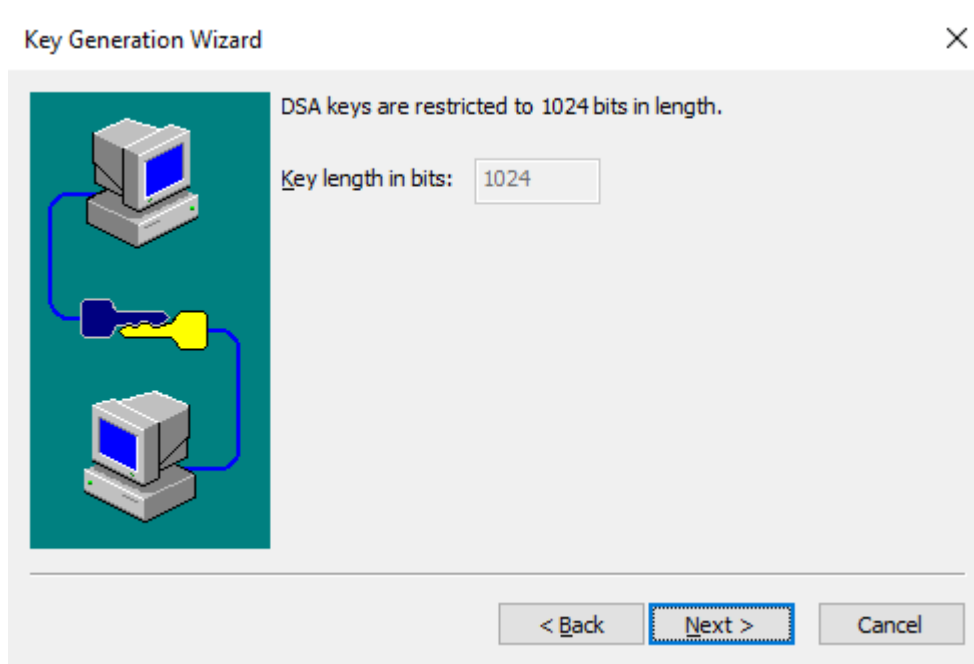 Key Generation Wizard
DSA keys are restricted to 1024 bits in length.
Key length in bits: 1024
< Back Next > Cancel